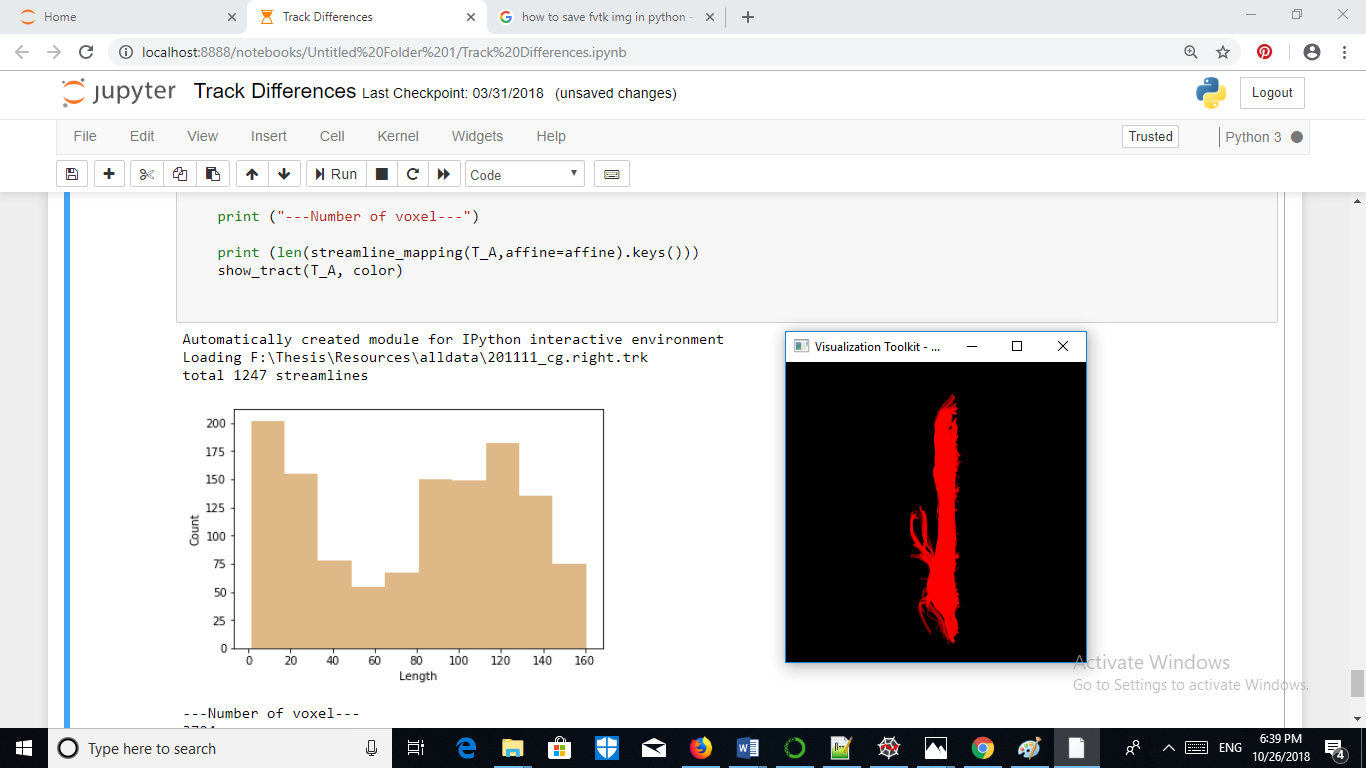 Home
Track Differences
how to save fvtk img in python -
localhost:8888/notebooks/Untitled%20Folder%201/Track%20Differences.ipynb
jupyter Track Differences Last Checkpoint: 03/31/2018 (unsaved changes)
Logout
File Edit View Insert Cell Kernel Widgets Help
Trusted
Python 3
Run
Code
print ("---Number of voxel---")
print (len(streamline_mapping(T_A,affine=affine).keys()))
show_tract(T_A, color)
Automatically created module for IPython interactive environment
Loading F:\Thesis\Resources\alldata\201111_cg.right.trk
total 1247 streamlines
200
175
150
125
100
75
50
25
0
Count
0 20 40 60 80 100 120 140 160
Length
Visualization Toolkit - ...
Activate Windows
Go to Settings to activate Windows.
---Number of voxel---
Type here to search
ENG
6:39 PM
10/26/2018
4